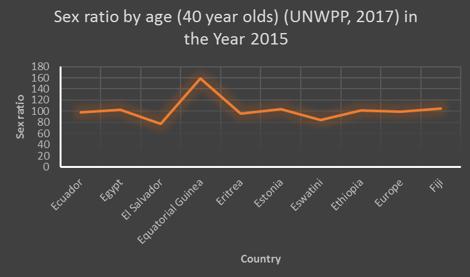 Sex ratio by age (40 year olds) (UNWPP, 2017) in
the Year 2015
180
160
140
120
100
80
60
40
20
0
Sex ratio
Ecuador
Egypt
El Salvador
Equatorial Guinea
Eritrea
Estonia
Eswatini
Ethiopia
Europe
Fiji
Country